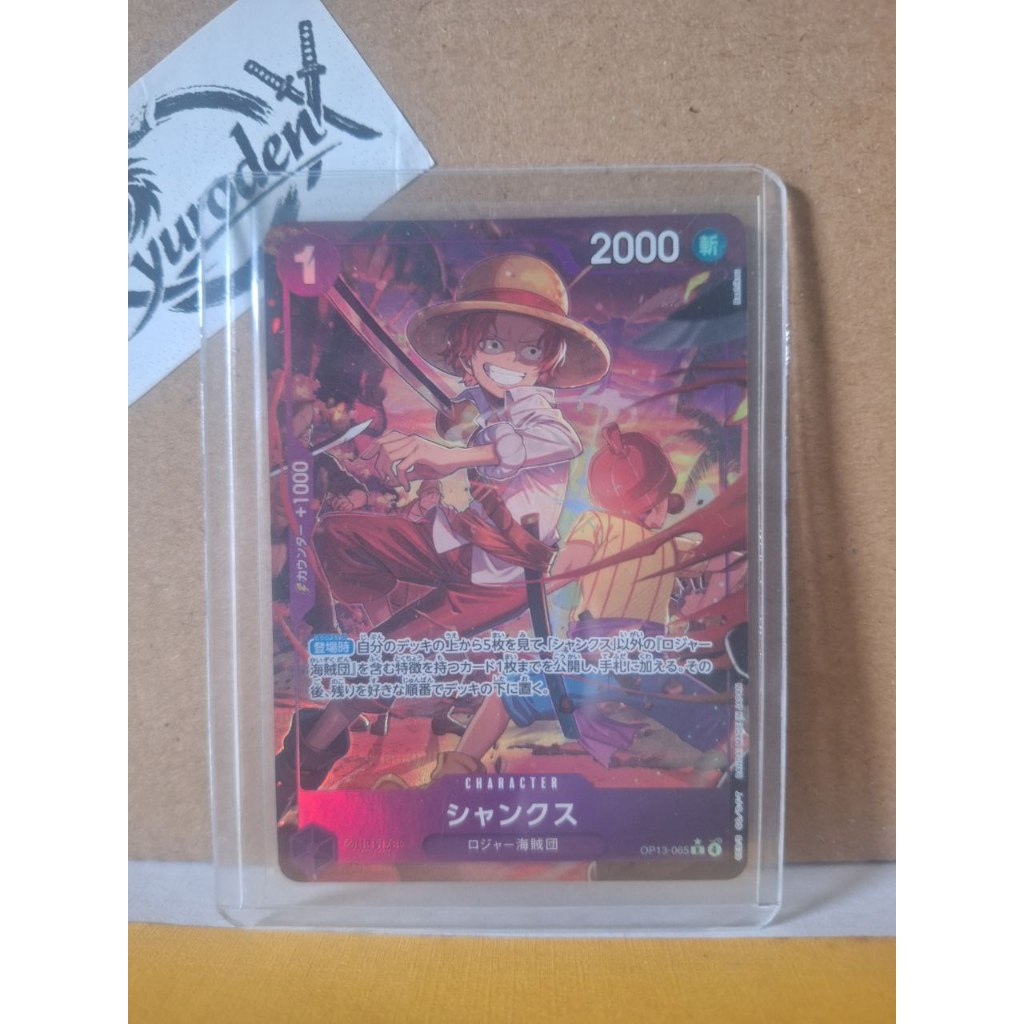 yuroden
1
2000
斬
カウンター +1000
登場時 自分のデッキの上から5枚を見て、「シャンクス」以外の『ロジャー
海賊団』を含む特徴を持つカード1枚までを公開し、手札に加える。その
後、残りを好きな順番でデッキの下に置く。
CHARACTER
シャンクス
ロジャー海賊団
OP13-065 R 4